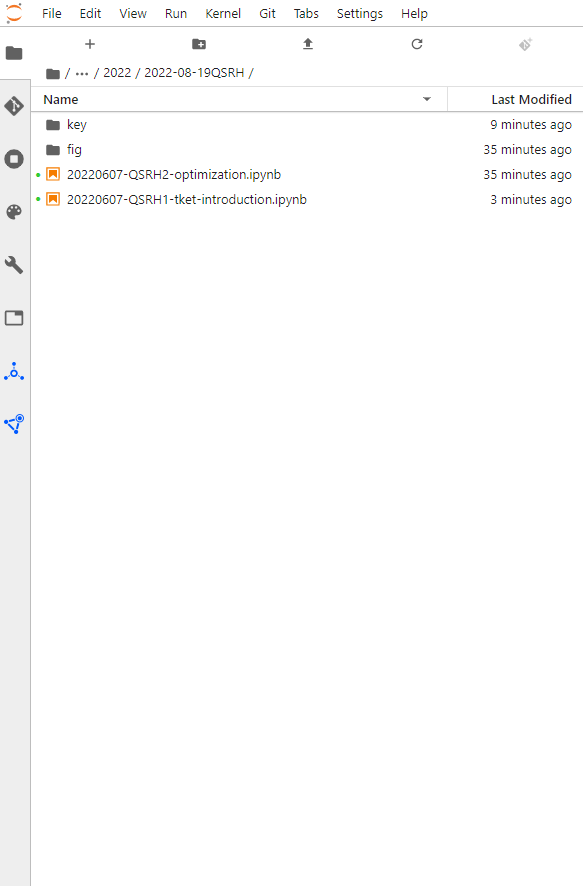 File Edit View Run Kernel Git Tabs Settings Help
/ ··· / 2022 / 2022-08-19QSRH /
Name Last Modified
key 9 minutes ago
fig 35 minutes ago
20220607-QSRH2-optimization.ipynb 35 minutes ago
20220607-QSRH1-tket-introduction.ipynb 3 minutes ago